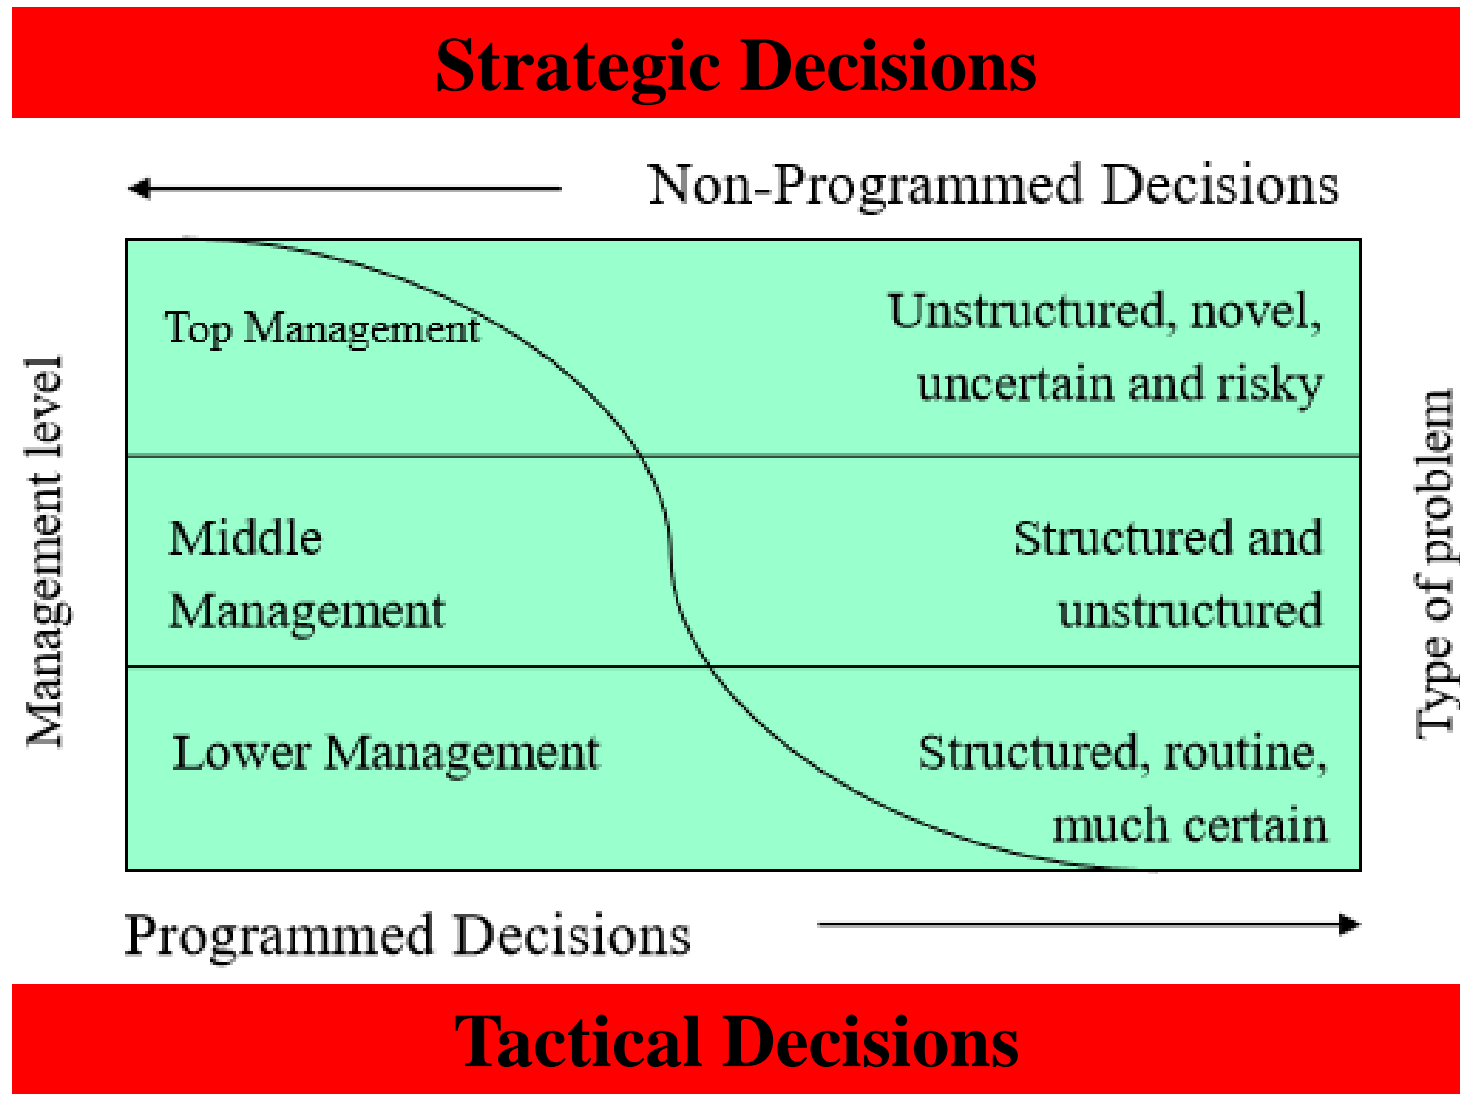 Strategic Decisions
Non-Programmed Decisions
Top Management
Unstructured, novel,
uncertain and risky
Management level
Middle
Management
Structured and
unstructured
Type of problem
Lower Management
Structured, routine,
much certain
Programmed Decisions
Tactical Decisions